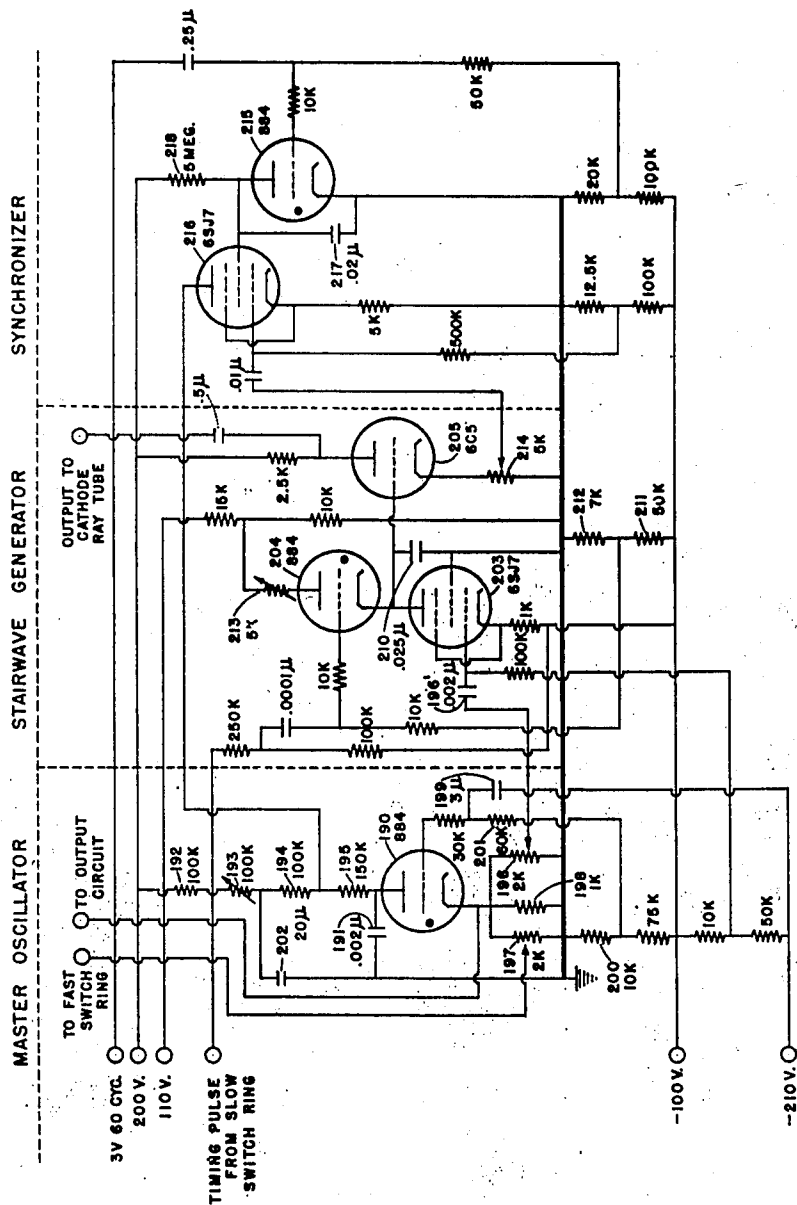 MASTER OSCILLATOR
STAIRWAVE GENERATOR
SYNCHRONIZER
TO FAST
SWITCH
RING
TO OUTPUT
CIRCUIT
OUTPUT TO
CATHODE
RAY TUBE
3V 60 CYC.
200 V.
110 V.
TIMING PULSE
FROM SLOW
SWITCH RING
-100 V.
-210 V.
192
100K
193
100K
194
100K
195
150K
202
20µ
191
.002µ
190
884
30K
199
3µ
201
60K
196
2K
198
1K
197
2K
200
10K
75K
10K
50K
250K
.0001µ
100K
10K
10K
15K
10K
213
5K
204
884
210
.025µ
203
6SJ7
196'
.002µ
100K
1K
.5µ
2.5K
205
6C5
214
5K
212
7K
211
50K
.01µ
216
6SJ7
218
5 MEG.
215
884
10K
.25µ
50K
217
.02µ
5K
500K
12.5K
100K
20K
100K